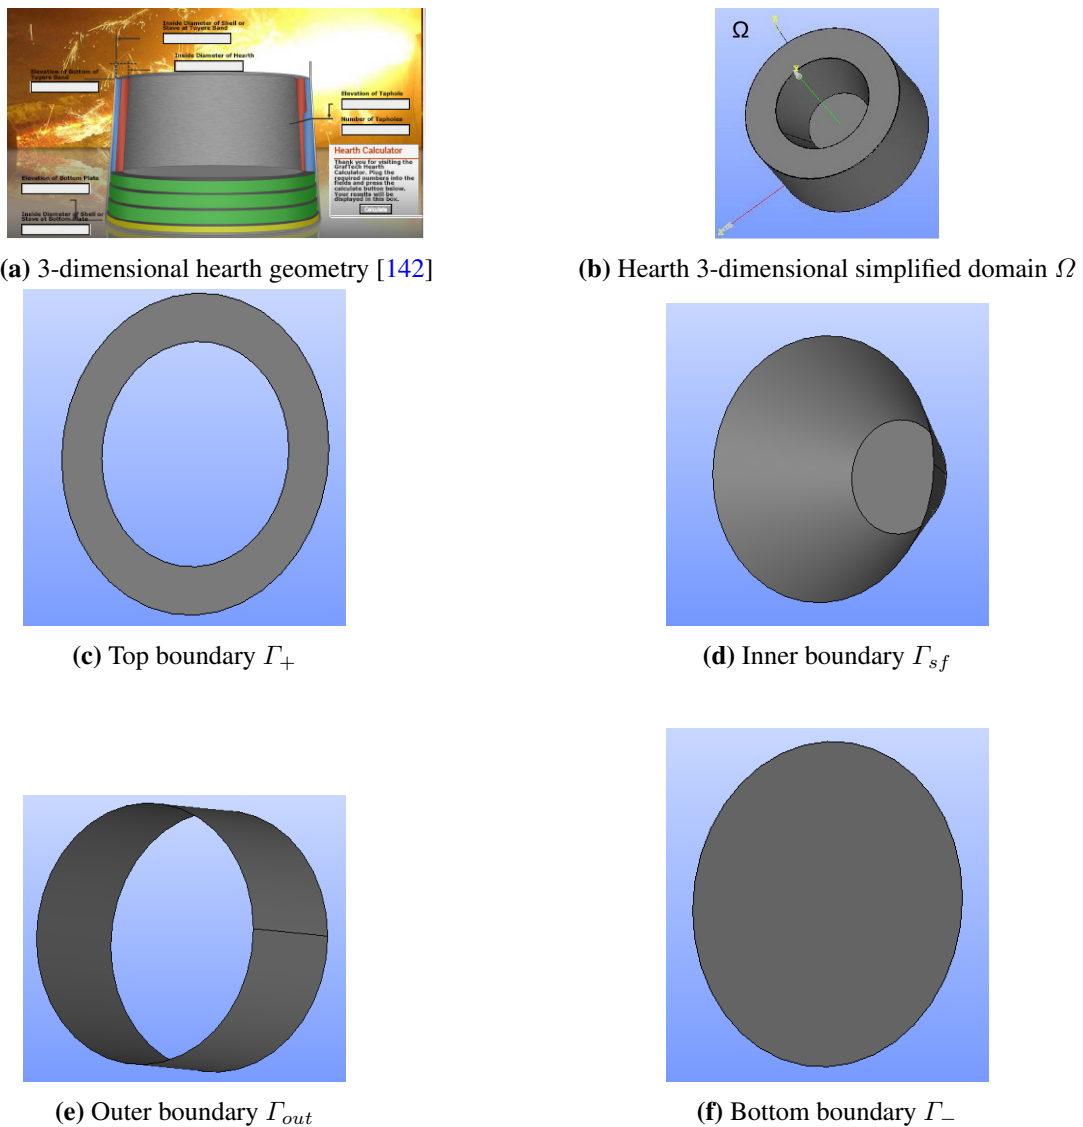 Inside Diameter of Shell or
Stave at Tuyere Band
Inside Diameter of Hearth
Elevation of Bottom of
Tuyere Band
Elevation of Taphole
Number of Tapholes
Hearth Calculator
Thank you for visiting the
GrafTech Hearth
Calculator. Plug the
required numbers into the
fields and press the
calculate button below.
Your results will be
displayed in this box.
Calculate
Elevation of Bottom Plate
Inside Diameter of Shell or
Stave at Bottom Plate
Ω
(a) 3-dimensional hearth geometry [142]
(b) Hearth 3-dimensional simplified domain Ω
(c) Top boundary Γ+
(d) Inner boundary Γsf
(e) Outer boundary Γout
(f) Bottom boundary Γ−